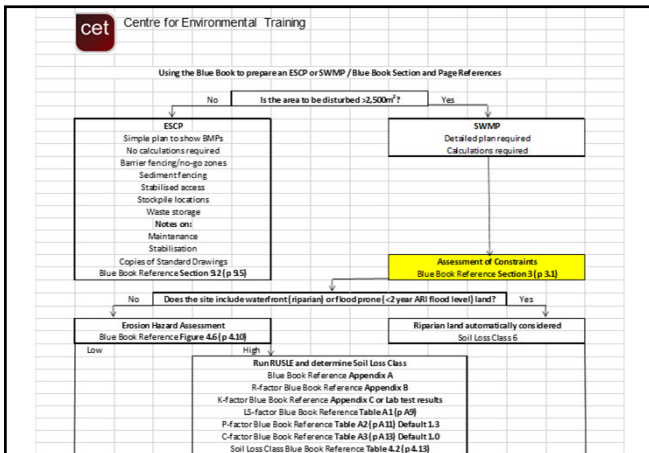 cet
Centre for Environmental Training
Using the Blue Book to prepare an ESCP or SWMP / Blue Book Section and Page References
No
Is the area to be disturbed >2,500m²?
Yes
ESCP
Simple plan to show BMPs
No calculations required
Barrier fencing/no-go zones
Sediment fencing
Stabilised access
Stockpile locations
Waste storage
Notes on:
Maintenance
Stabilisation
Copies of Standard Drawings
Blue Book Reference Section 9.2 (p 9.5)
SWMP
Detailed plan required
Calculations required
Assessment of Constraints
Blue Book Reference Section 3 (p 3.1)
No
Does the site include waterfront (riparian) or flood prone (<2 year ARI flood level) land?
Yes
Erosion Hazard Assessment
Blue Book Reference Figure 4.6 (p 4.10)
Riparian land automatically considered
Soil Loss Class 6
Low
High
Run RUSLE and determine Soil Loss Class
Blue Book Reference Appendix A
R-factor Blue Book Reference Appendix B
K-factor Blue Book Reference Appendix C or Lab test results
LS-factor Blue Book Reference Table A1 (p A9)
P-factor Blue Book Reference Table A2 (p A11) Default 1.3
C-factor Blue Book Reference Table A3 (p A13) Default 1.0
Soil Loss Class Blue Book Reference Table 4.2 (p 4.13)